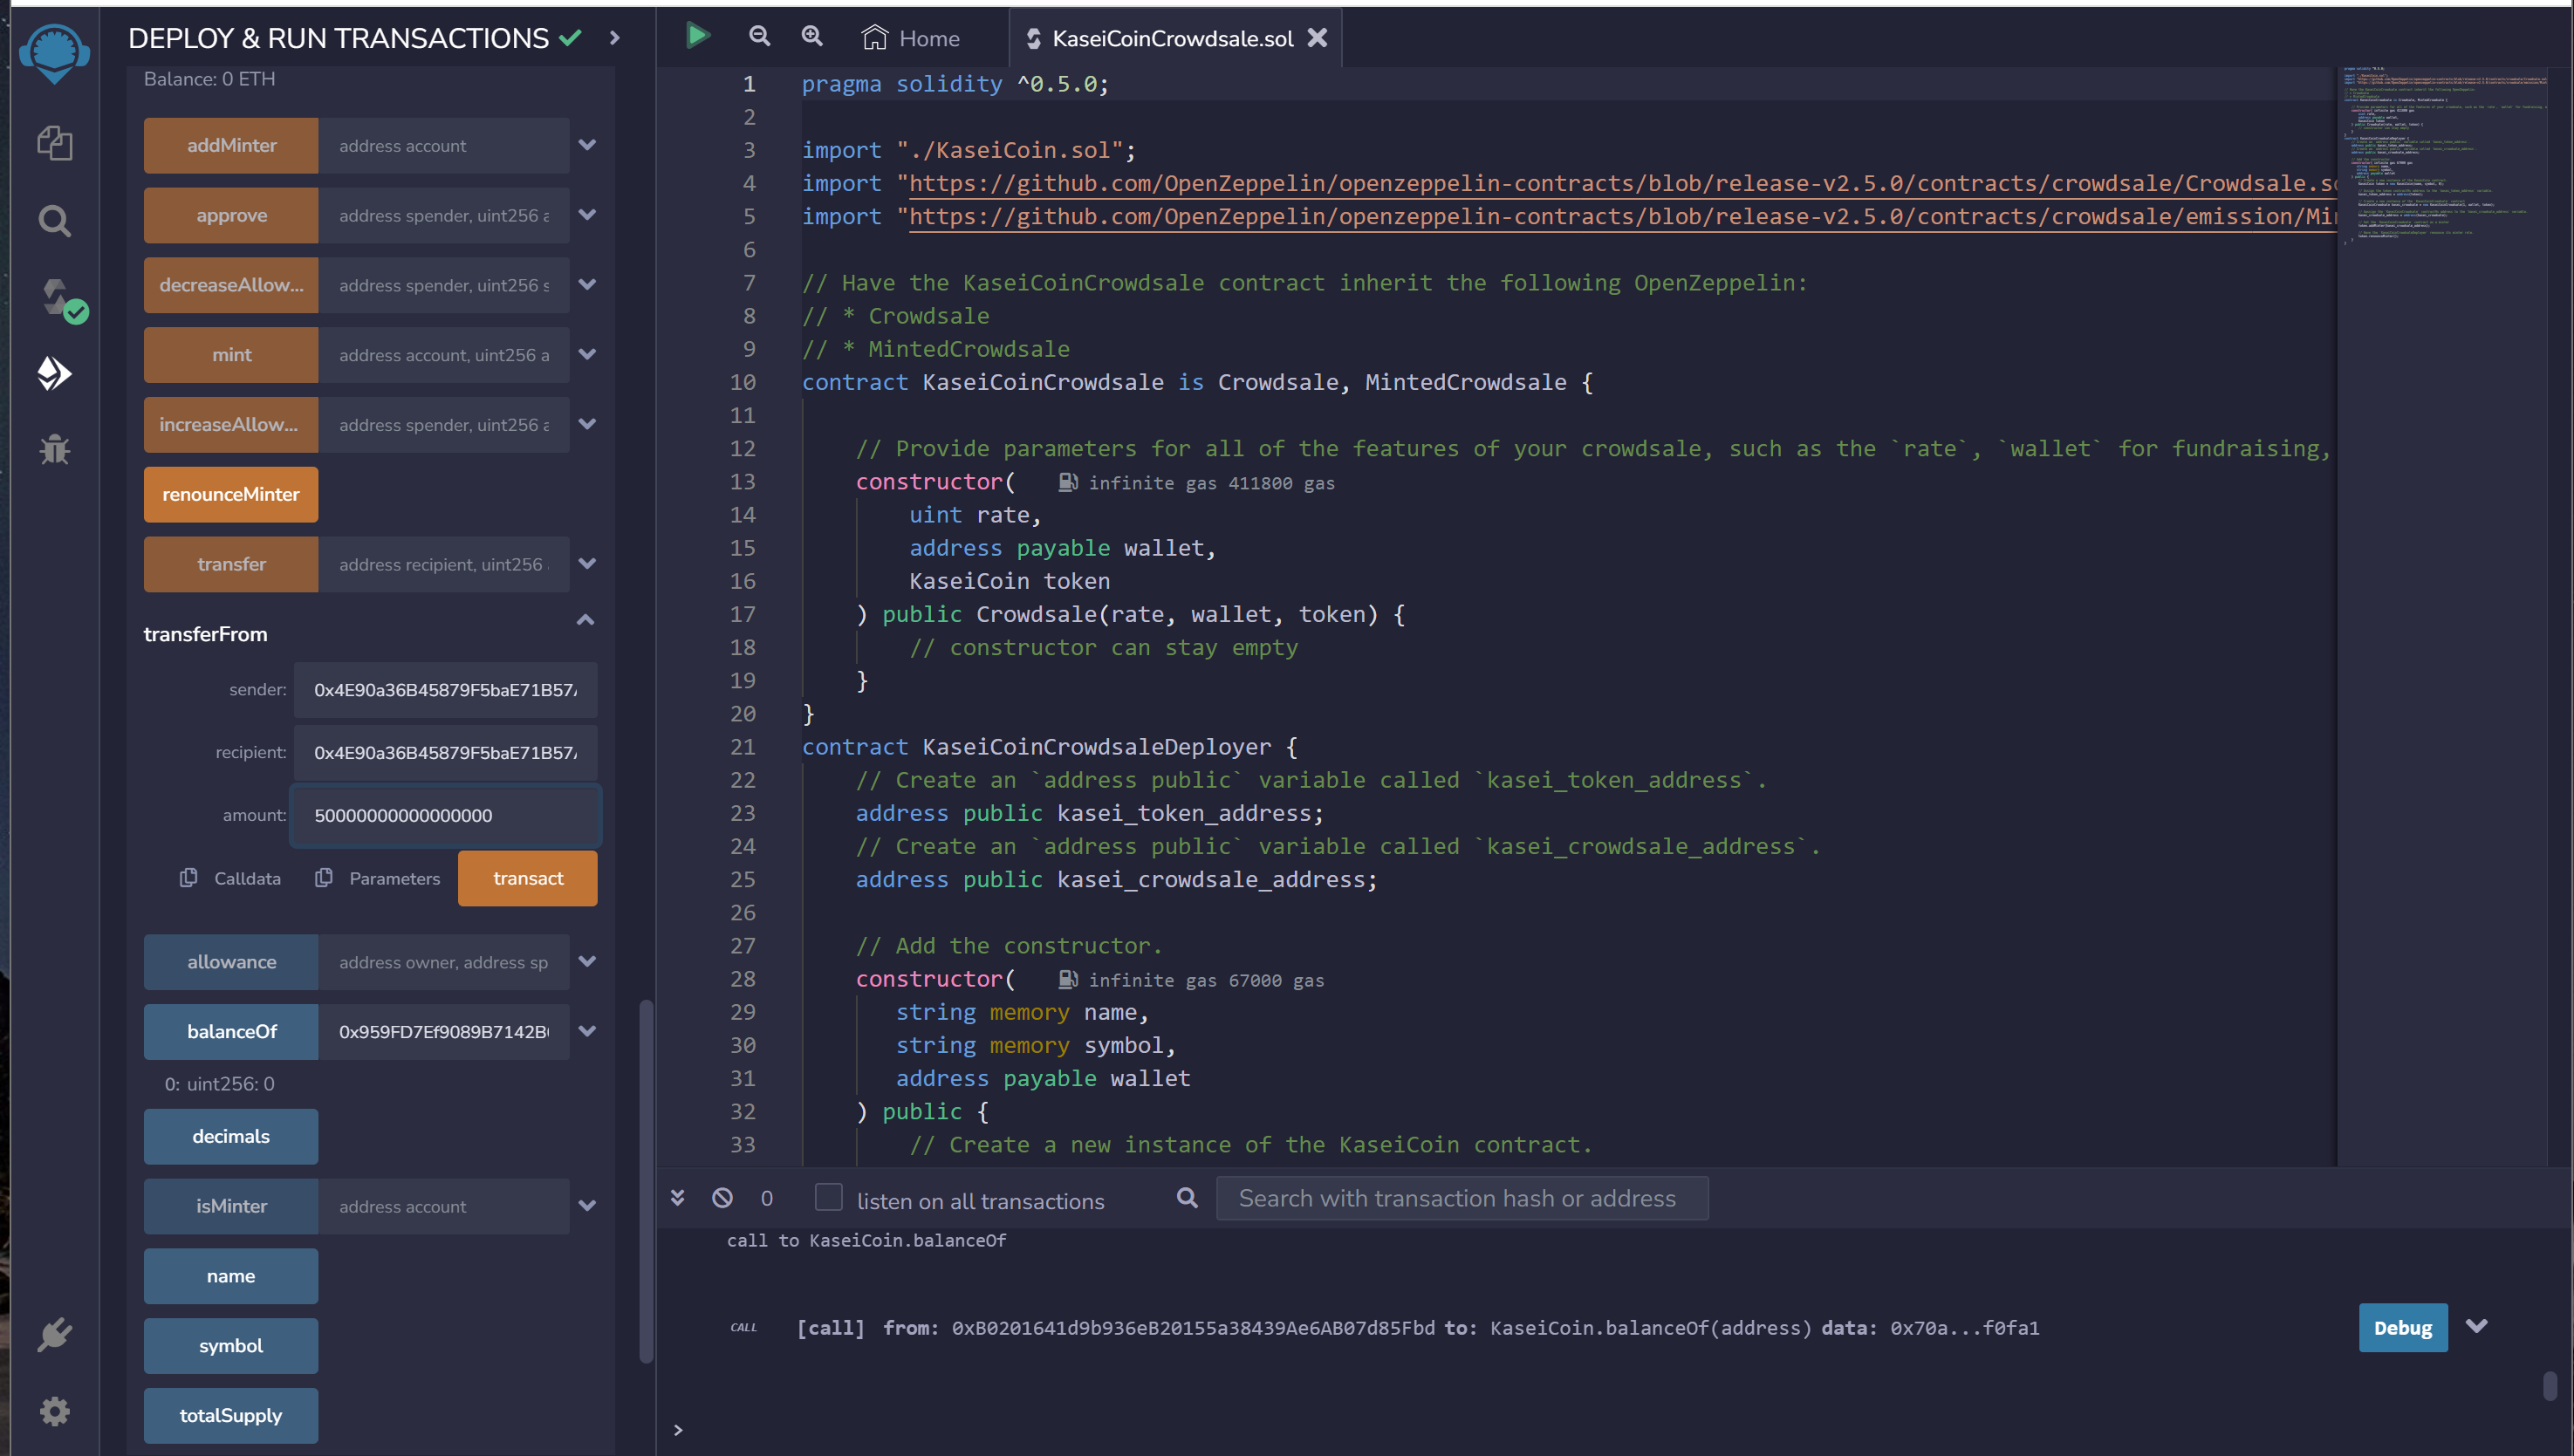 DEPLOY & RUN TRANSACTIONS
Balance: 0 ETH
addMinter address account
approve address spender, uint256 a
decreaseAllow... address spender, uint256 s
mint address account, uint256 a
increaseAllow... address spender, uint256 a
renounceMinter
transfer address recipient, uint256
transferFrom
sender: 0x4E90a36B45879F5baE71B57
recipient: 0x4E90a36B45879F5baE71B57
amount: 50000000000000000
Calldata Parameters transact
allowance address owner, address sp
balanceOf 0x959FD7Ef9089B7142B
0: uint256: 0
decimals
isMinter address account
name
symbol
totalSupply
Home KaseiCoinCrowdsale.sol
1 pragma solidity ^0.5.0;
2
3 import "./KaseiCoin.sol";
4 import "https://github.com/OpenZeppelin/openzeppelin-contracts/blob/release-v2.5.0/contracts/crowdsale/Crowdsale.s
5 import "https://github.com/OpenZeppelin/openzeppelin-contracts/blob/release-v2.5.0/contracts/crowdsale/emission/Mi
6
7 // Have the KaseiCoinCrowdsale contract inherit the following OpenZeppelin:
8 // * Crowdsale
9 // * MintedCrowdsale
10 contract KaseiCoinCrowdsale is Crowdsale, MintedCrowdsale {
11
12 // Provide parameters for all of the features of your crowdsale, such as the `rate`, `wallet` for fundraising,
13 constructor( infinite gas 411800 gas
14 uint rate,
15 address payable wallet,
16 KaseiCoin token
17 ) public Crowdsale(rate, wallet, token) {
18 // constructor can stay empty
19 }
20 }
21 contract KaseiCoinCrowdsaleDeployer {
22 // Create an `address public` variable called `kasei_token_address`.
23 address public kasei_token_address;
24 // Create an `address public` variable called `kasei_crowdsale_address`.
25 address public kasei_crowdsale_address;
26
27 // Add the constructor.
28 constructor( infinite gas 67000 gas
29 string memory name,
30 string memory symbol,
31 address payable wallet
32 ) public {
33 // Create a new instance of the KaseiCoin contract.
0 listen on all transactions Search with transaction hash or address
call to KaseiCoin.balanceOf
CALL [call] from: 0xB0201641d9b936eB20155a38439Ae6AB07d85Fbd to: KaseiCoin.balanceOf(address) data: 0x70a...f0fa1 Debug
>